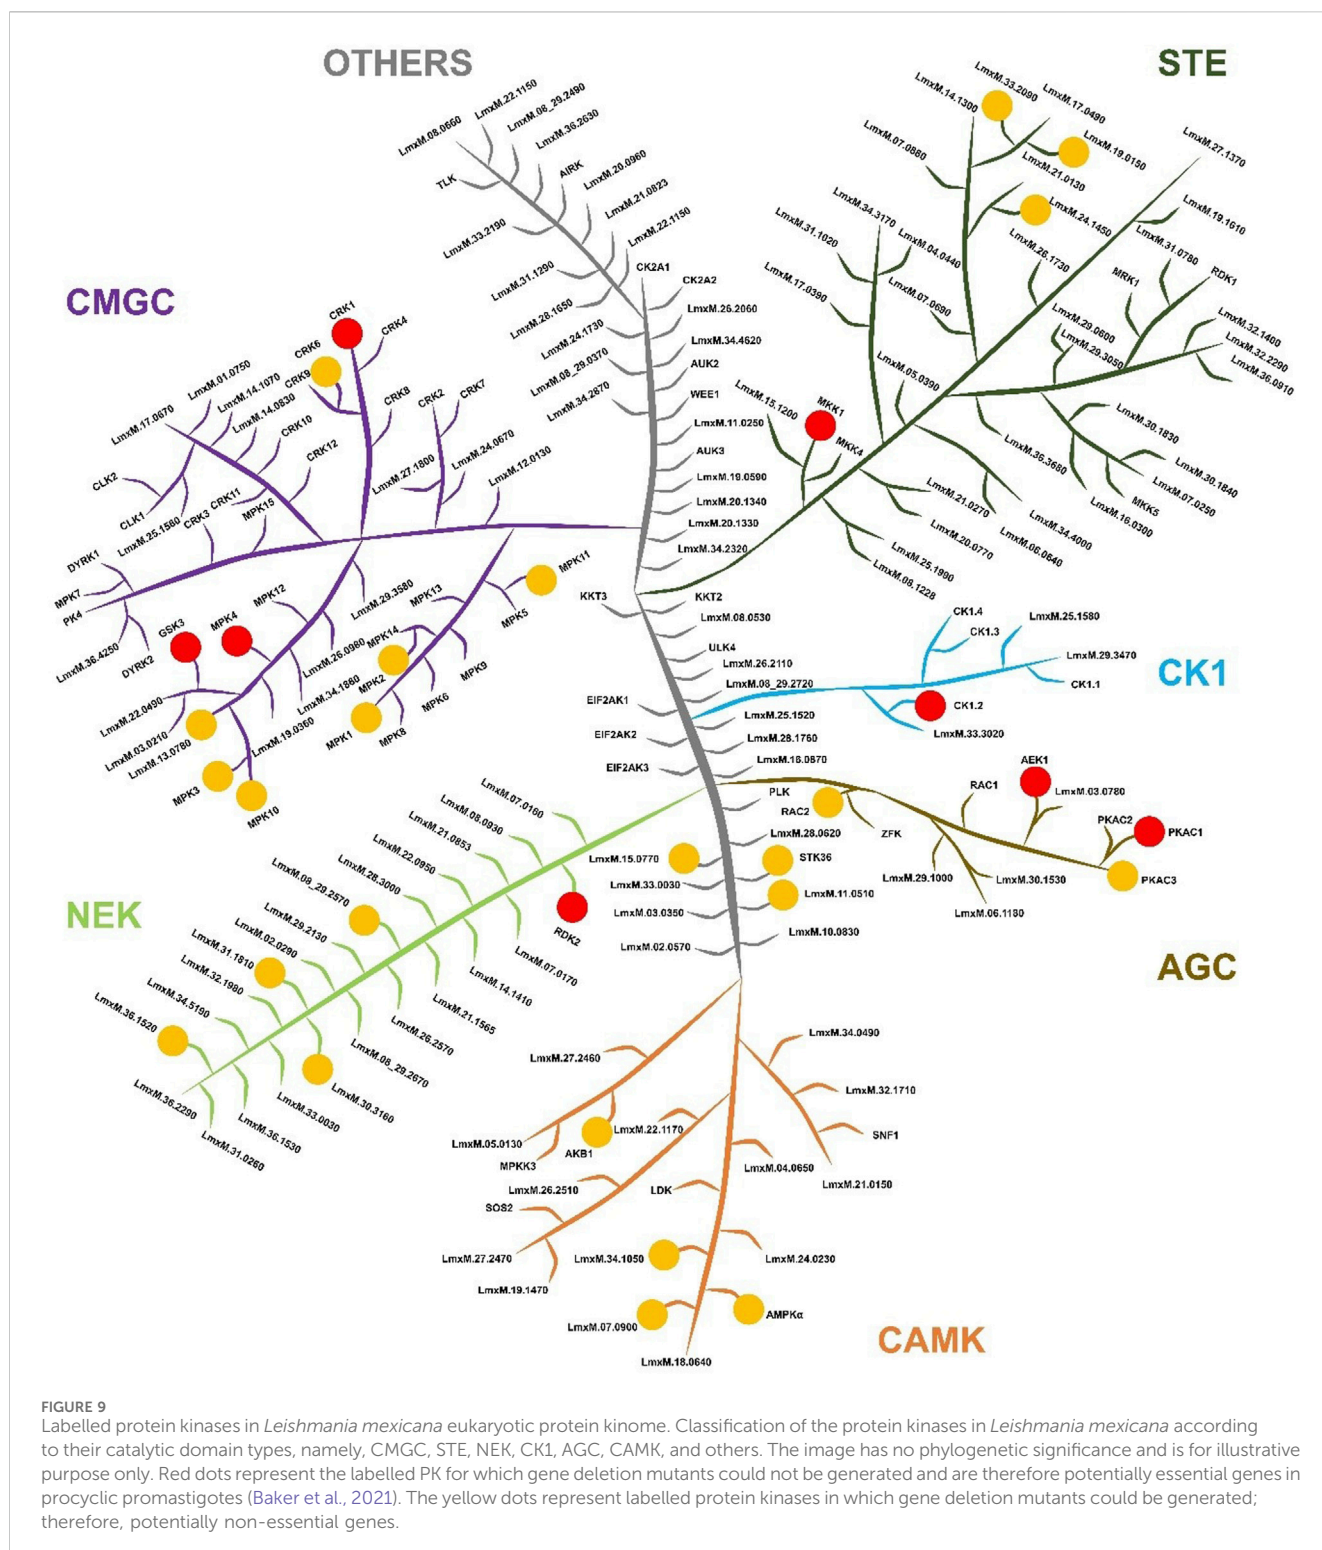 OTHERS
STE
CMGC
CK1
AGC
NEK
CAMK
LmxM.08.0660
LmxM.22.1150
LmxM.08_29.2490
LmxM.36.2630
TLK
AIRK
LmxM.20.0960
LmxM.21.0823
LmxM.22.1150
LmxM.33.2190
LmxM.31.1290
LmxM.28.1650
LmxM.24.1730
LmxM.08_29.0370
LmxM.34.2670
CK2A1
CK2A2
LmxM.26.2060
LmxM.34.4520
AUK2
WEE1
LmxM.11.0250
AUK3
LmxM.19.0590
LmxM.20.1340
LmxM.20.1330
LmxM.34.2320
KKT3
KKT2
LmxM.08.0530
ULK4
LmxM.26.2110
LmxM.08_29.2720
EIF2AK1
LmxM.25.1520
EIF2AK2
LmxM.28.1760
EIF2AK3
LmxM.16.0870
PLK
LmxM.28.0620
LmxM.15.0770
STK36
LmxM.33.0030
LmxM.11.0510
LmxM.03.0350
LmxM.10.0830
LmxM.02.0570
LmxM.14.1300
LmxM.33.2090
LmxM.17.0490
LmxM.19.0150
LmxM.21.0130
LmxM.07.0860
LmxM.24.1450
LmxM.26.1730
LmxM.27.1370
LmxM.19.1610
LmxM.31.0780
MRK1
RDK1
LmxM.34.3170
LmxM.31.1020
LmxM.04.0440
LmxM.17.0390
LmxM.07.0690
LmxM.29.0600
LmxM.29.3050
LmxM.32.1400
LmxM.32.2290
LmxM.36.0910
LmxM.05.0390
LmxM.15.1200
MKK1
MKK4
LmxM.30.1830
LmxM.30.1840
LmxM.07.0250
MKK5
LmxM.16.0300
LmxM.36.3680
LmxM.21.0270
LmxM.34.4000
LmxM.06.0640
LmxM.20.0770
LmxM.25.1990
LmxM.08.1228
CRK1
CRK4
CRK6
CRK9
LmxM.01.0750
LmxM.14.1070
LmxM.14.0830
LmxM.17.0670
CRK10
CRK12
CRK8
CRK2
CRK7
LmxM.24.0670
LmxM.27.1800
LmxM.12.0130
CLK2
CLK1
LmxM.25.1580
CRK3
CRK11
MPK15
DYRK1
MPK7
PK4
LmxM.36.4250
DYRK2
GSK3
MPK4
MPK12
LmxM.29.3580
LmxM.26.0980
LmxM.34.1860
LmxM.22.0490
LmxM.03.0210
LmxM.13.0780
LmxM.19.0360
MPK3
MPK10
MPK11
MPK5
MPK13
MPK14
MPK2
MPK9
MPK6
MPK8
MPK1
CK1.4
CK1.3
LmxM.25.1580
LmxM.29.3470
CK1.1
CK1.2
LmxM.33.3020
RAC2
ZFK
RAC1
AEK1
LmxM.03.0780
PKAC2
PKAC1
PKAC3
LmxM.29.1000
LmxM.30.1530
LmxM.06.1180
LmxM.07.0160
LmxM.08.0930
LmxM.21.0853
LmxM.22.0950
LmxM.28.3000
LmxM.08_29.2570
LmxM.29.2130
LmxM.02.0290
LmxM.31.1810
LmxM.32.1980
LmxM.34.5190
LmxM.36.1520
LmxM.36.2290
LmxM.31.0260
LmxM.36.1530
LmxM.33.0030
LmxM.30.3160
LmxM.08_29.2670
LmxM.26.2570
LmxM.21.1565
LmxM.14.1410
LmxM.07.0170
RDK2
LmxM.27.2460
LmxM.05.0130
MPKK3
AKB1
LmxM.22.1170
LmxM.26.2510
SOS2
LmxM.27.2470
LmxM.19.1470
LDK
LmxM.04.0650
LmxM.34.0490
LmxM.32.1710
SNF1
LmxM.21.0150
LmxM.34.1050
LmxM.24.0230
LmxM.07.0900
AMPKα
LmxM.18.0640
FIGURE 9
Labelled protein kinases in Leishmania mexicana eukaryotic protein kinome. Classification of the protein kinases in Leishmania mexicana according
to their catalytic domain types, namely, CMGC, STE, NEK, CK1, AGC, CAMK, and others. The image has no phylogenetic significance and is for illustrative
purpose only. Red dots represent the labelled PK for which gene deletion mutants could not be generated and are therefore potentially essential genes in
procyclic promastigotes (Baker et al., 2021). The yellow dots represent labelled protein kinases in which gene deletion mutants could be generated;
therefore, potentially non-essential genes.